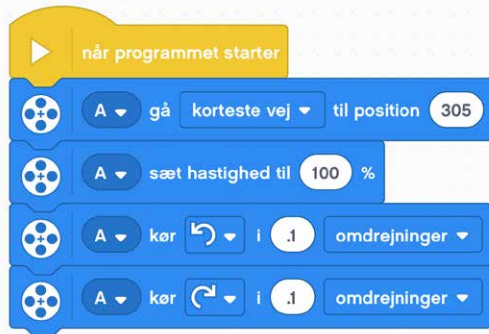 når programmet starter
A gå korteste vej til position 305
A sæt hastighed til 100 %
A kør i .1 omdrejninger
A kør i .1 omdrejninger